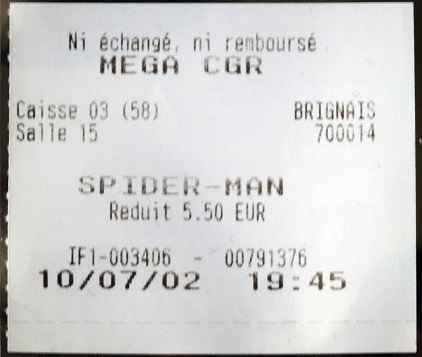 Ni échangé, ni remboursé
MEGA CGR
Caisse 03 (58) BRIGNAIS
Salle 15 700014
SPIDER-MAN
Reduit 5.50 EUR
IF1-003406 - 00791376
10/07/02 19:45